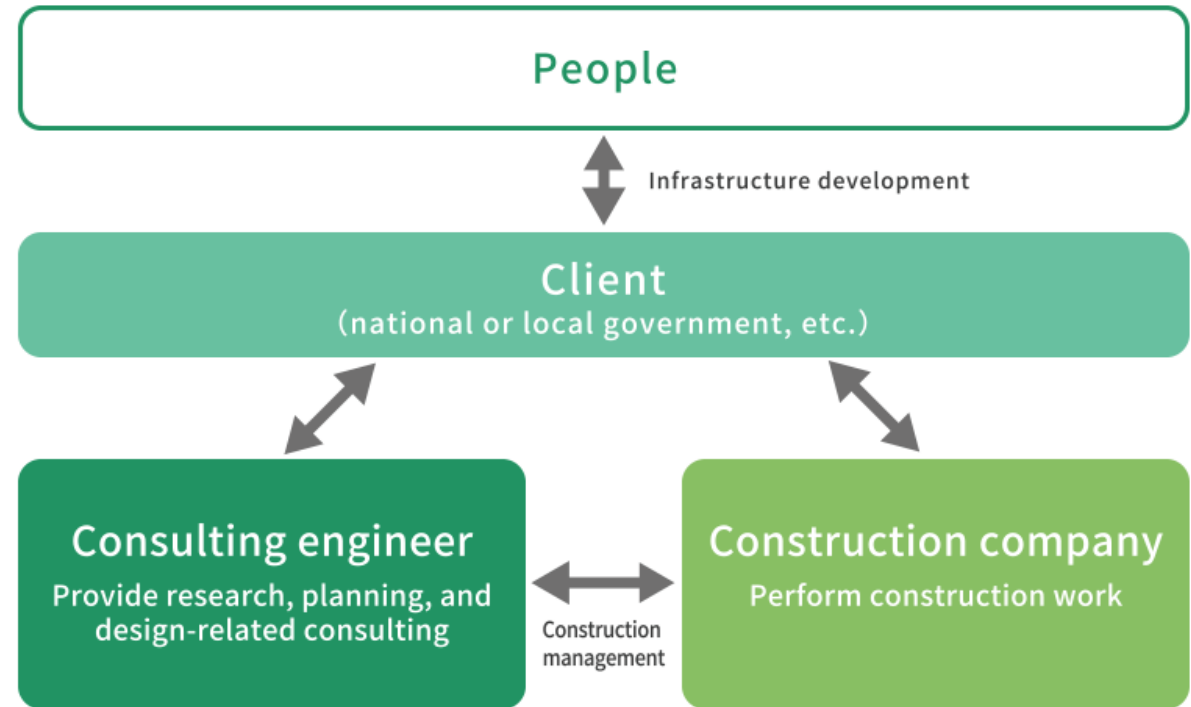 People
Infrastructure development
Client
（national or local government, etc.）
Consulting engineer
Provide research, planning, and
design-related consulting
Construction
management
Construction company
Perform construction work